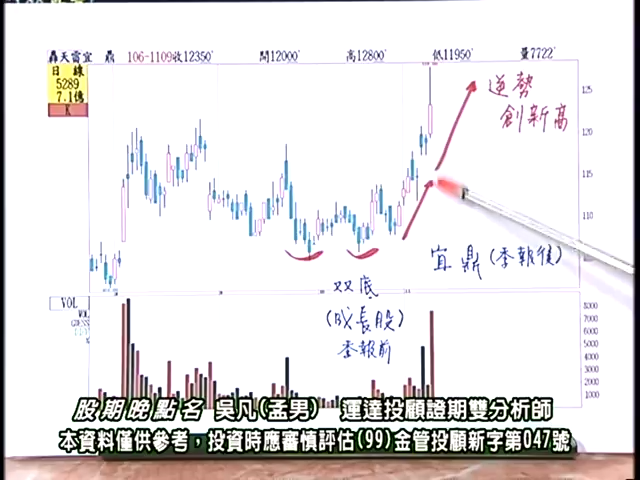 轟天雷宜 鼎 106-1109收12350' 開12000' 高12800' 低11950' 量7722'
日 線
5289
7.1億
K
125
120
115
110
逆勢
創新高
宜鼎(季報後)
双底
(成長股)
季報前
VOL
8000
7000
6000
5000
4000
3000
2000
1000
股期晚點名 吳凡(孟男) 運達投顧證期雙分析師
本資料僅供參考，投資時應審慎評估(99)金管投顧新字第047號